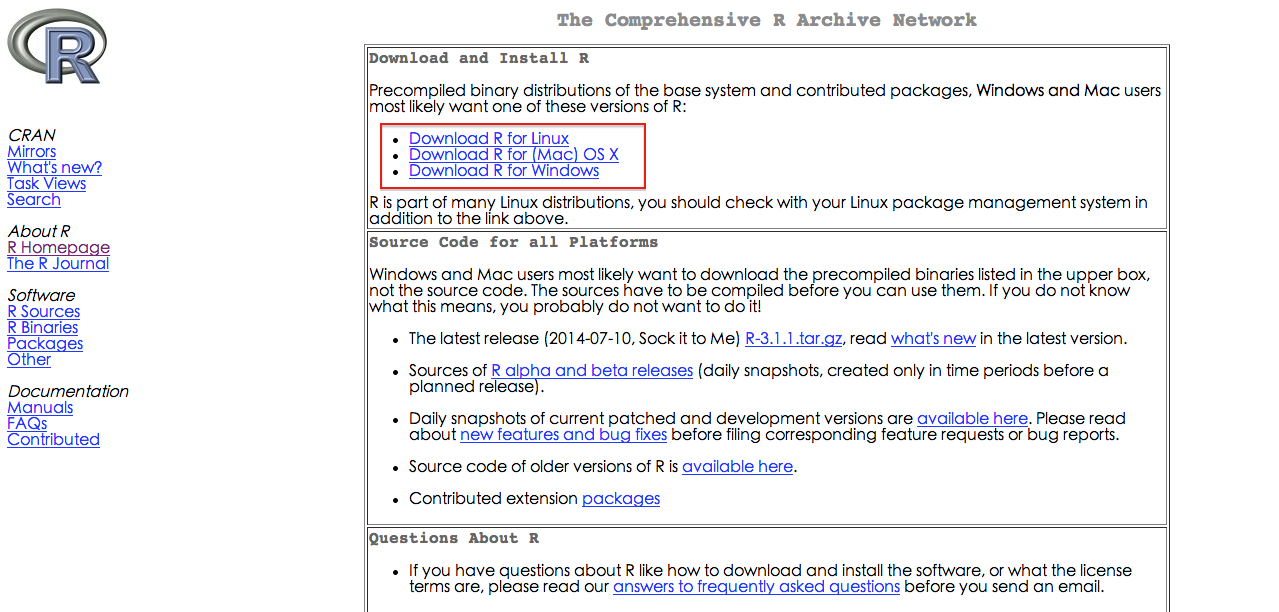 R
CRAN
Mirrors
What's new?
Task Views
Search
About R
R Homepage
The R Journal
Software
R Sources
R Binaries
Packages
Other
Documentation
Manuals
FAQs
Contributed
The Comprehensive R Archive Network
Download and Install R
Precompiled binary distributions of the base system and contributed packages, Windows and Mac users
most likely want one of these versions of R:
Download R for Linux
Download R for (Mac) OS X
Download R for Windows
R is part of many Linux distributions, you should check with your Linux package management system in
addition to the link above.
Source Code for all Platforms
Windows and Mac users most likely want to download the precompiled binaries listed in the upper box,
not the source code. The sources have to be compiled before you can use them. If you do not know
what this means, you probably do not want to do it!
The latest release (2014-07-10, Sock it to Me) R-3.1.1.tar.gz, read what's new in the latest version.
Sources of R alpha and beta releases (daily snapshots, created only in time periods before a
planned release).
Daily snapshots of current patched and development versions are available here. Please read
about new features and bug fixes before filing corresponding feature requests or bug reports.
Source code of older versions of R is available here.
Contributed extension packages
Questions About R
If you have questions about R like how to download and install the software, or what the license
terms are, please read our answers to frequently asked questions before you send an email.